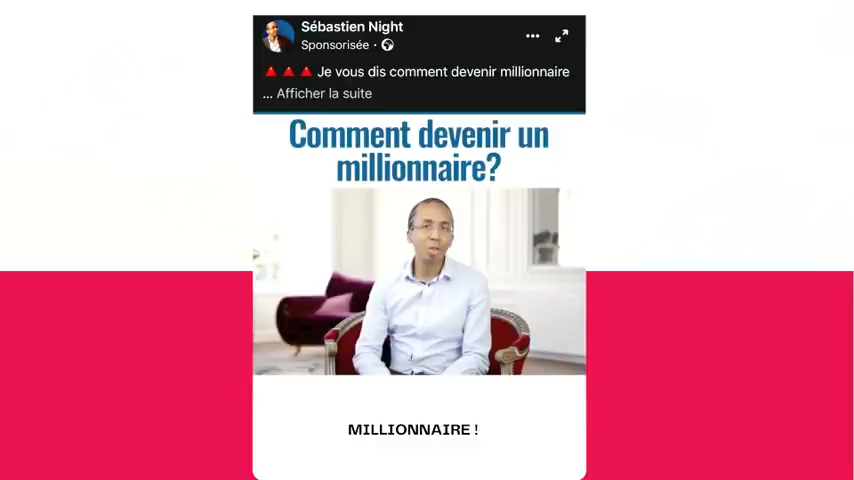 Sébastien Night
Sponsorisée ·
🔺🔺🔺 Je vous dis comment devenir millionnaire
... Afficher la suite
Comment devenir un
millionnaire?
MILLIONNAIRE !